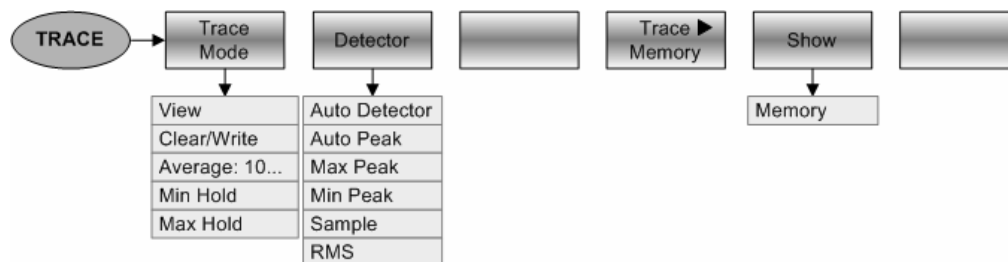 TRACE
Trace ▶
Mode
Detector
Trace ▶
Memory
Show
View
Clear/Write
Average: 10...
Min Hold
Max Hold
Auto Detector
Auto Peak
Max Peak
Min Peak
Sample
RMS
Memory